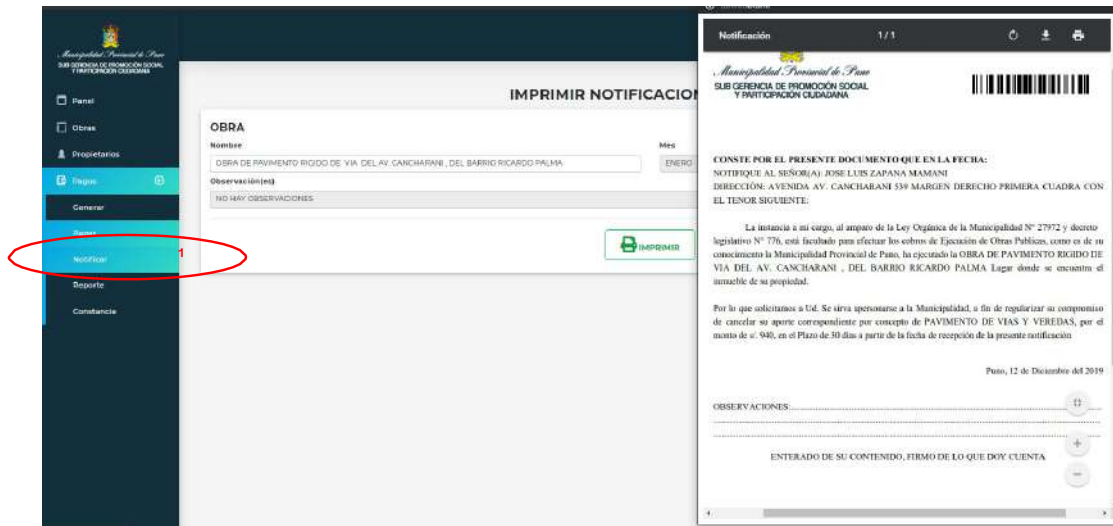 Municipalidad Provincial de Puno
SUB GERENCIA DE PROMOCIÓN SOCIAL
Y PARTICIPACIÓN CIUDADANA
Panel
Obras
Propietarios
Pagos
Generar
Pagar
Notificar
1
Reporte
Constancia
IMPRIMIR NOTIFICACION
OBRA
Nombre
Mes
OBRA DE PAVIMENTO RIGIDO DE VIA DEL AV. CANCHARANI , DEL BARRIO RICARDO PALMA
ENERO
Observación(es)
NO HAY OBSERVACIONES
IMPRIMIR
Notificación
1 / 1
Municipalidad Provincial de Puno
SUB GERENCIA DE PROMOCIÓN SOCIAL
Y PARTICIPACIÓN CIUDADANA
CONSTE POR EL PRESENTE DOCUMENTO QUE EN LA FECHA:
NOTIFIQUE AL SEÑOR(A): JOSE LUIS ZAPANA MAMANI
DIRECCIÓN: AVENIDA AV. CANCHARANI 539 MARGEN DERECHO PRIMERA CUADRA CON
EL TENOR SIGUIENTE:
La instancia a mi cargo, al amparo de la Ley Orgánica de la Municipalidad Nº 27972 y decreto
legislativo Nº 776, está facultado para efectuar los cobros de Ejecución de Obras Publicas, como es de su
conocimiento la Municipalidad Provincial de Puno, ha ejecutado la OBRA DE PAVIMENTO RIGIDO DE
VIA DEL AV. CANCHARANI , DEL BARRIO RICARDO PALMA Lugar donde se encuentra el
inmueble de su propiedad.
Por lo que solicitamos a Ud. Se sirva apersonarse a la Municipalidad, a fin de regularizar su compromiso
de cancelar su aporte correspondiente por concepto de PAVIMENTO DE VIAS Y VEREDAS, por el
monto de s/. 940, en el Plazo de 30 días a partir de la fecha de recepción de la presente notificación
Puno, 12 de Diciembre del 2019
OBSERVACIONES:
ENTERADO DE SU CONTENIDO, FIRMO DE LO QUE DOY CUENTA